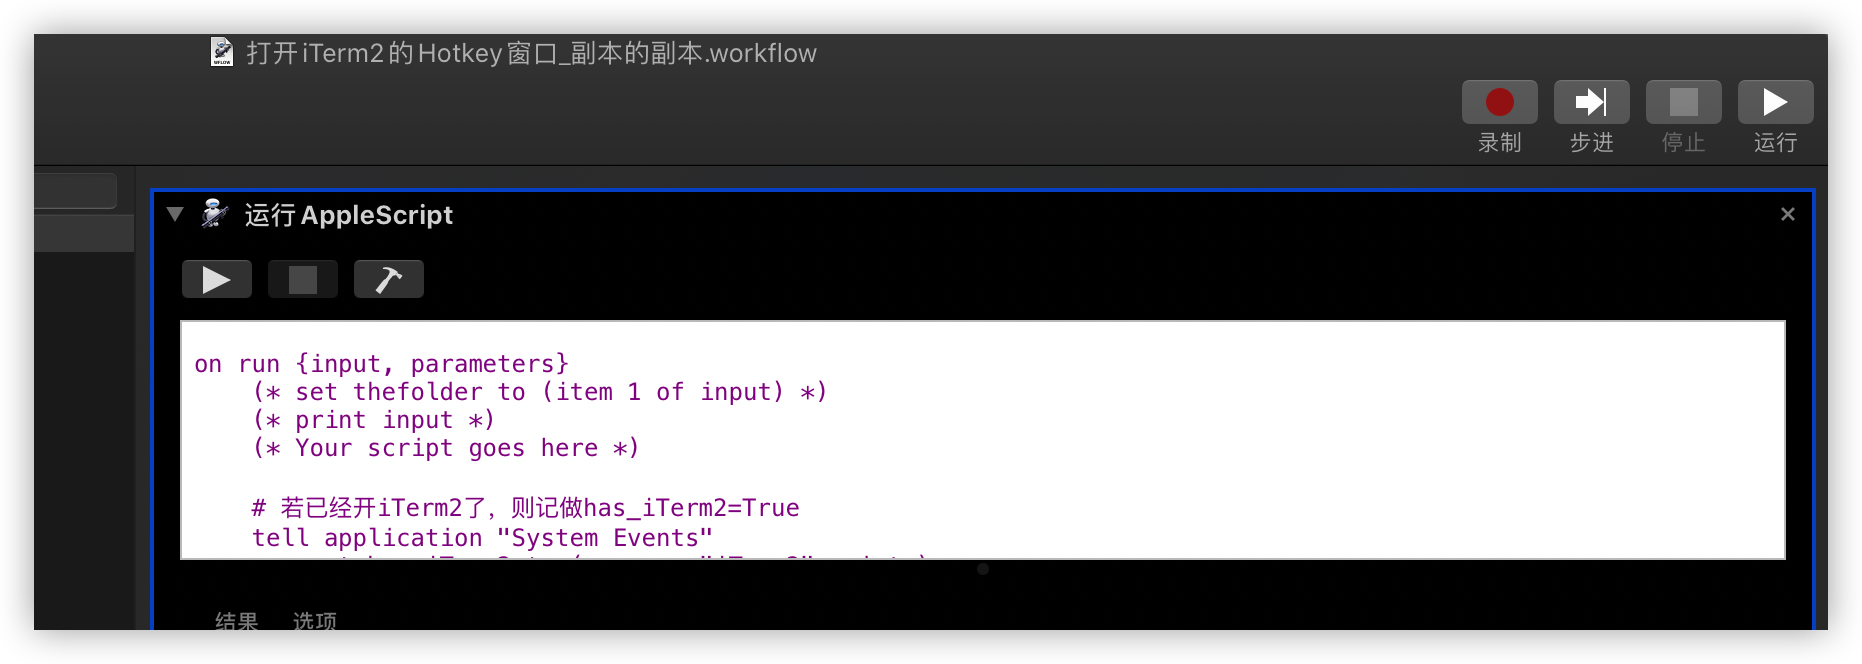 打开iTerm2的Hotkey窗口_副本的副本.workflow
录制
步进
停止
运行
运行 AppleScript
on run {input, parameters}
(* set thefolder to (item 1 of input) *)
(* print input *)
(* Your script goes here *)
# 若已经开iTerm2了，则记做has_iTerm2=True
tell application "System Events"
结果 选项